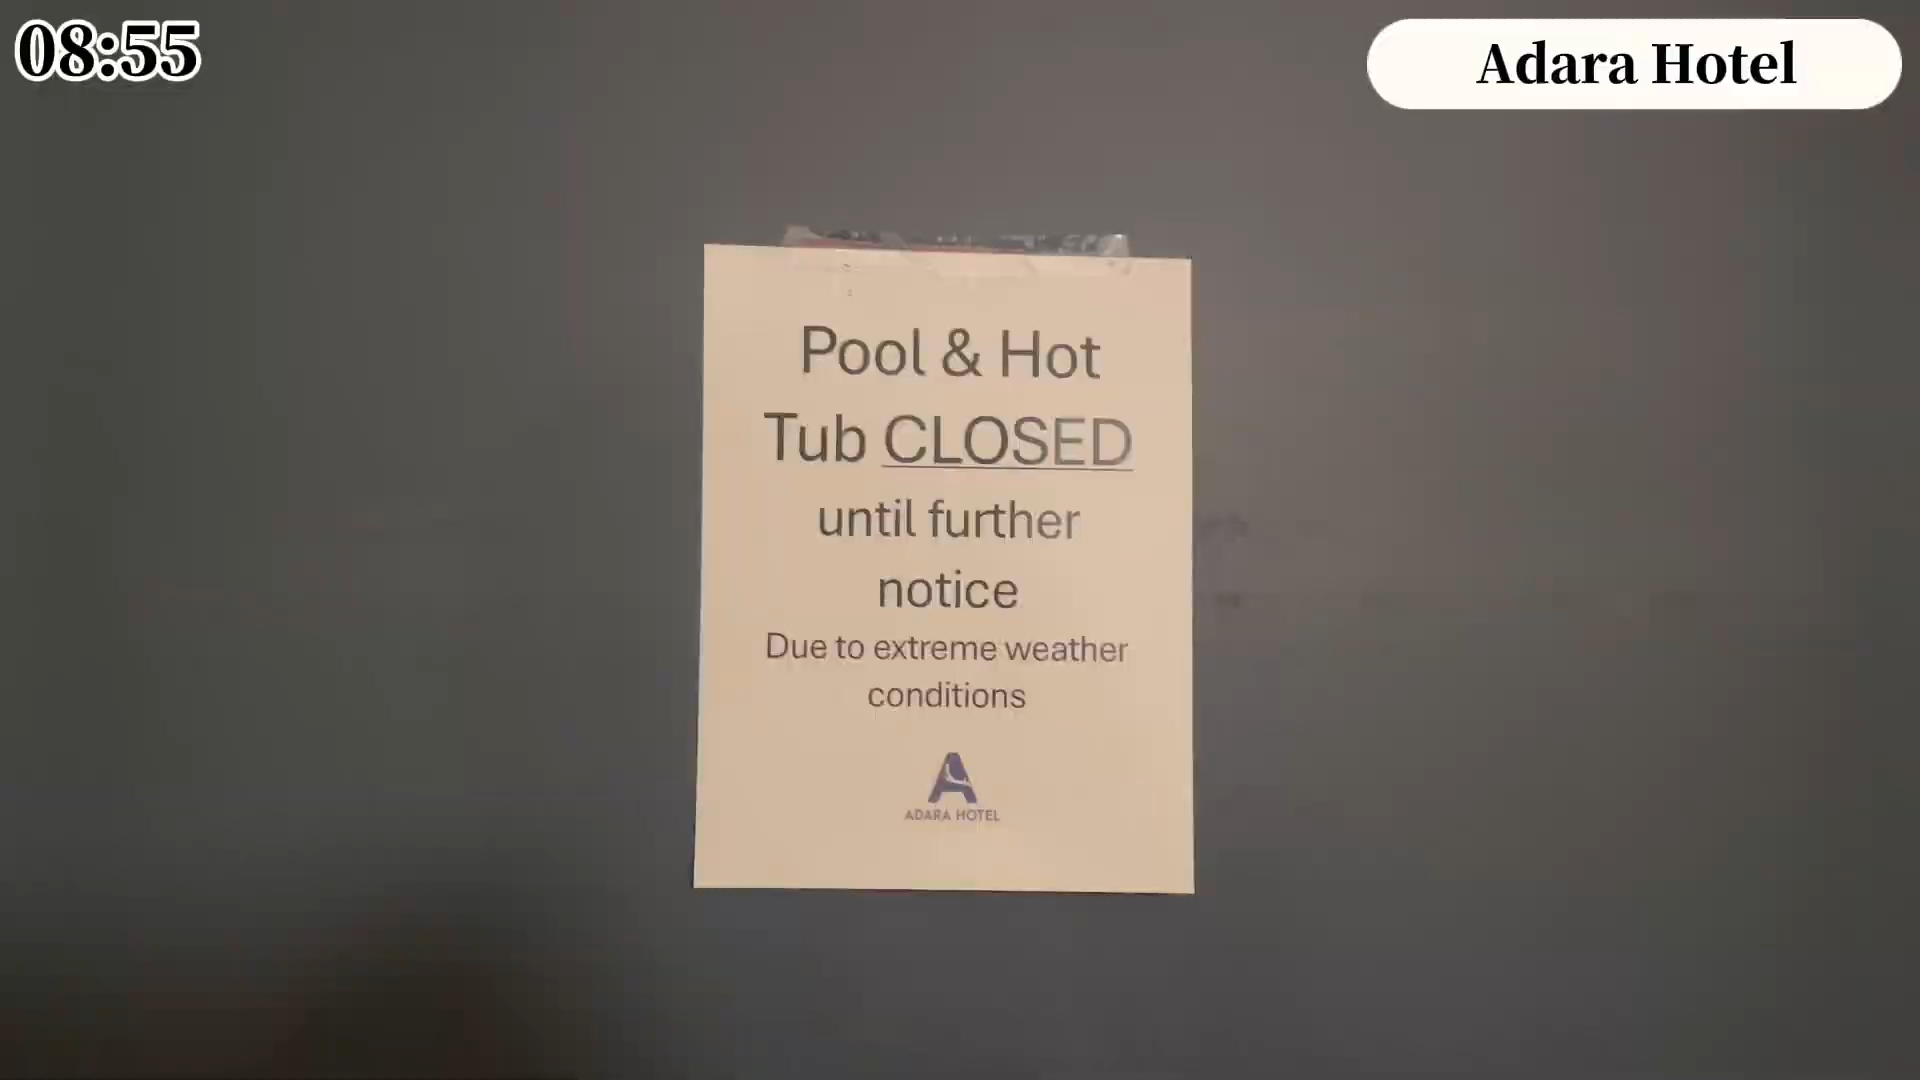 08:55
Adara Hotel
Pool & Hot
Tub CLOSED
until further
notice
Due to extreme weather
conditions
A
ADARA HOTEL